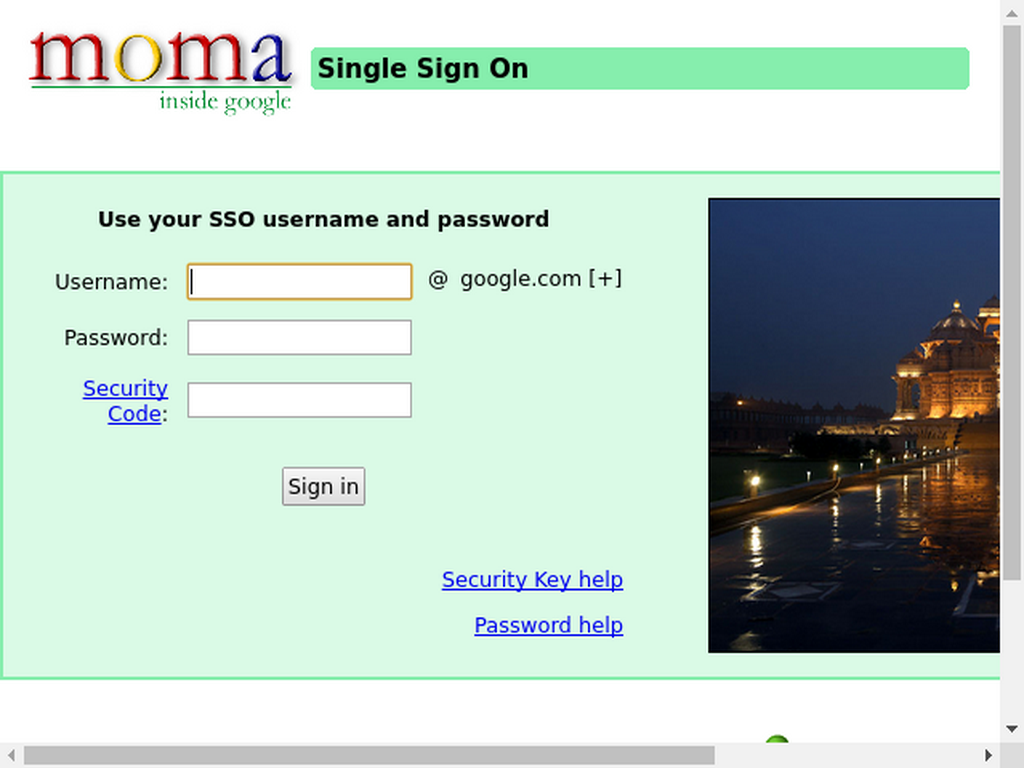 moma
inside google
Single Sign On
Use your SSO username and password
Username:
@ google.com [+]
Password:
Security
Code:
Sign in
Security Key help
Password help